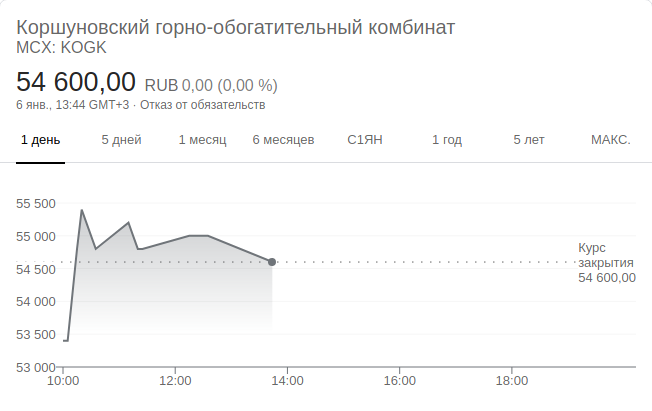 Коршуновский горно-обогатительный комбинат
MCX: KOGK
54 600,00 RUB 0,00 (0,00 %)
6 янв., 13:44 GMT+3 · Отказ от обязательств
1 день 5 дней 1 месяц 6 месяцев С1ЯН 1 год 5 лет МАКС.
55 500
55 000
Курс
закрытия
54 600,00
54 500
54 000
53 500
53 000
10:00 12:00 14:00 16:00 18:00